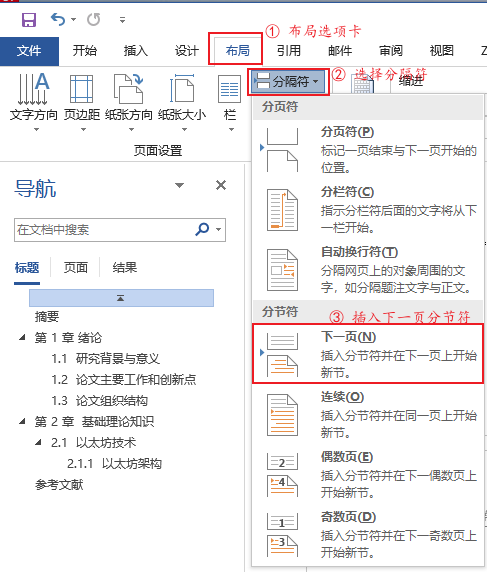 ① 布局选项卡
文件 开始 插入 设计 布局 引用 邮件 审阅 视图
② 选择分隔符
分隔符 缩进
文字方向 页边距 纸张方向 纸张大小 栏
页面设置
分页符
分页符(P)
标记一页结束与下一页开始的
位置。
分栏符(C)
指示分栏符后面的文字将从下
一栏开始。
自动换行符(T)
分隔网页上的对象周围的文
字，如分隔题注文字与正文。
分节符
③ 插入下一页分节符
下一页(N)
插入分节符并在下一页上开始
新节。
连续(O)
插入分节符并在同一页上开始
新节。
偶数页(E)
插入分节符并在下一偶数页上
开始新节。
奇数页(D)
插入分节符并在下一奇数页上
开始新节。
2
4
1
3
导航
在文档中搜索
标题 页面 结果
摘要
第 1 章 绪论
1.1 研究背景与意义
1.2 论文主要工作和创新点
1.3 论文组织结构
第 2 章 基础理论知识
2.1 以太坊技术
2.1.1 以太坊架构
参考文献